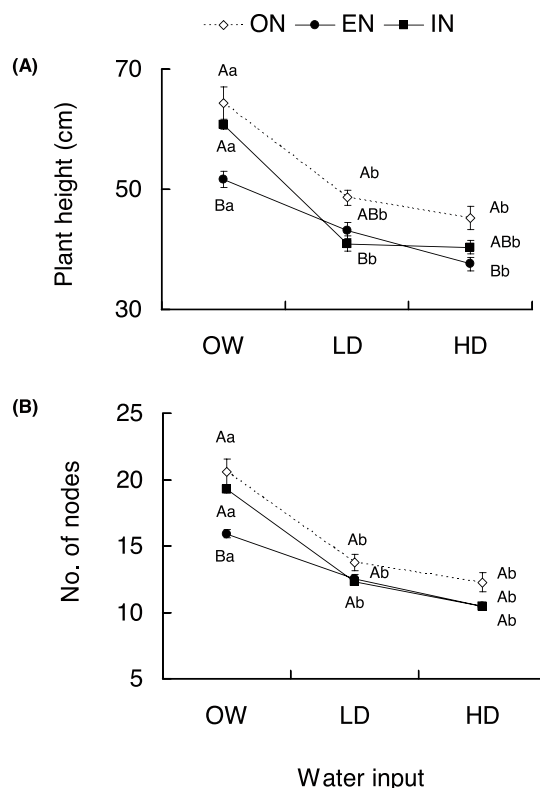 ON EN IN
(A)
70
50
30
Plant height (cm)
Aa
Aa
Ba
Ab
ABb
Bb
Ab
ABb
Bb
OW LD HD
(B)
25
20
15
10
5
No. of nodes
Aa
Aa
Ba
Ab
Ab
Ab
Ab
Ab
Ab
OW LD HD
Water input